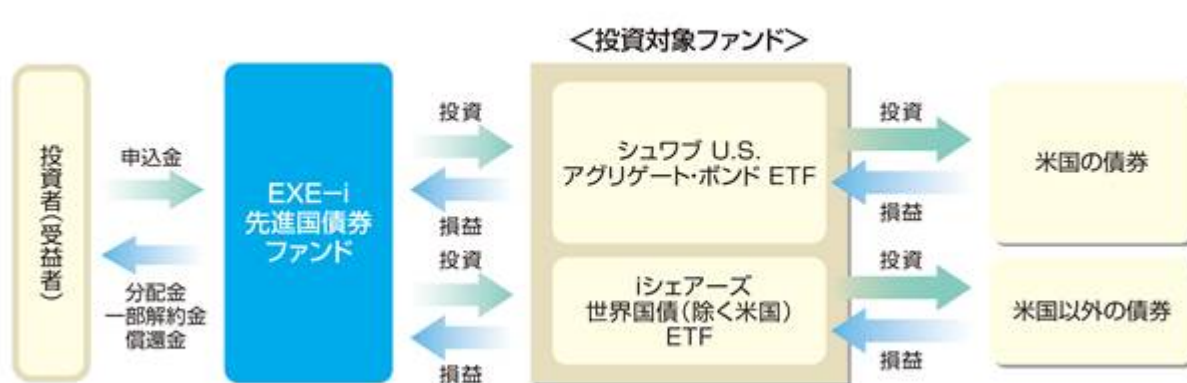 <投資対象ファンド>
投資者(受益者)
申込金
分配金
一部解約金
償還金
EXE-i
先進国債券
ファンド
投資
損益
投資
損益
シュワブ U.S.
アグリゲート・ボンド ETF
iシェアーズ
世界国債(除く米国)
ETF
投資
損益
投資
損益
米国の債券
米国以外の債券